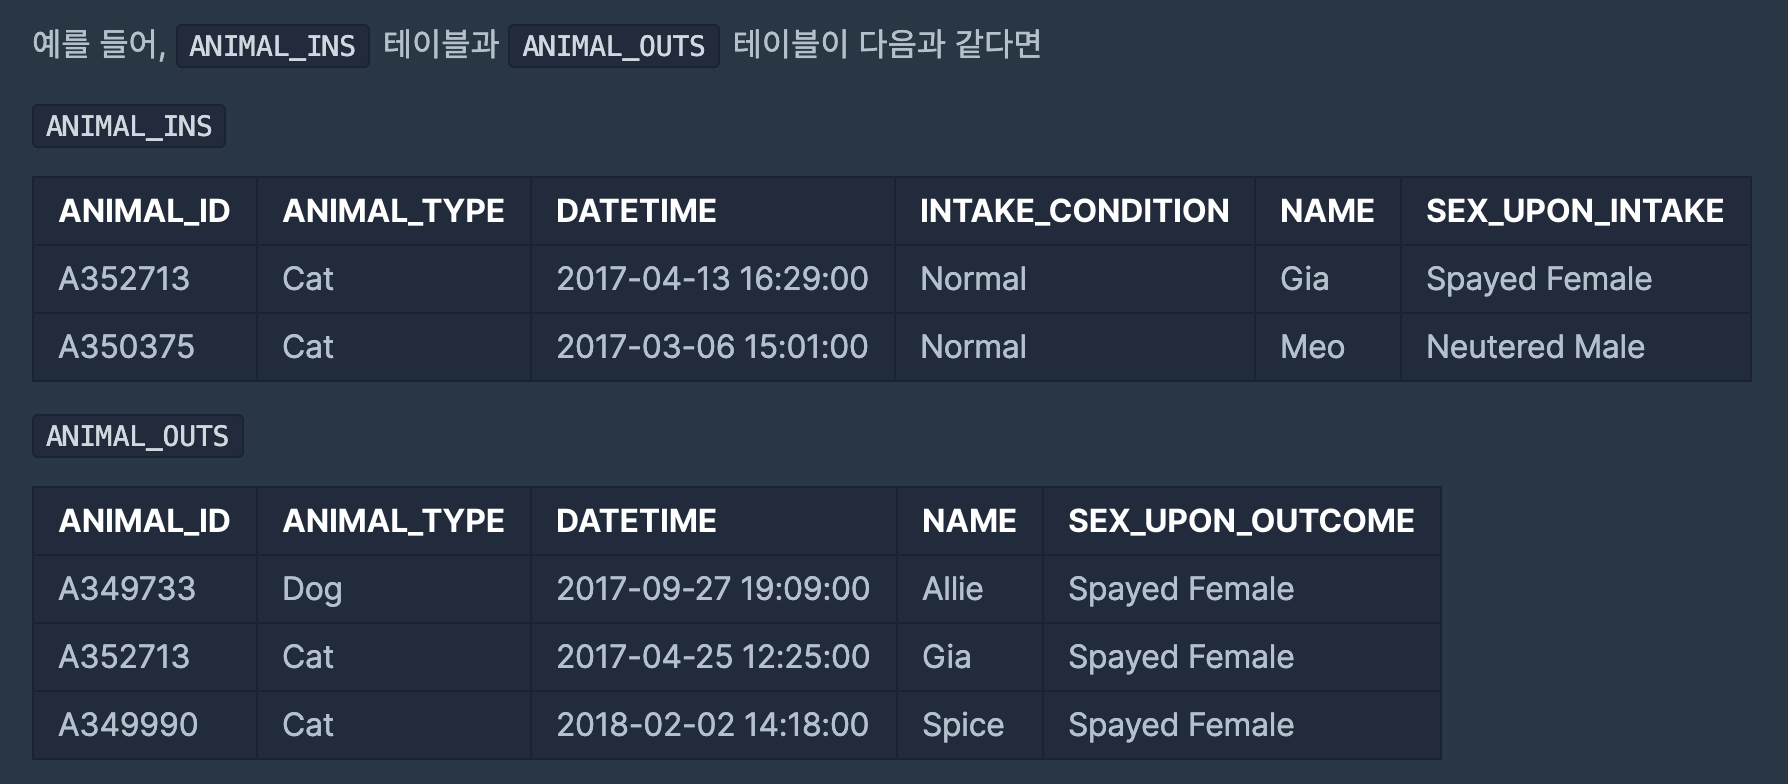 예를 들어, ANIMAL_INS 테이블과 ANIMAL_OUTS 테이블이 다음과 같다면
ANIMAL_INS
ANIMAL_ID ANIMAL_TYPE DATETIME INTAKE_CONDITION NAME SEX_UPON_INTAKE
A352713 Cat 2017-04-13 16:29:00 Normal Gia Spayed Female
A350375 Cat 2017-03-06 15:01:00 Normal Meo Neutered Male
ANIMAL_OUTS
ANIMAL_ID ANIMAL_TYPE DATETIME NAME SEX_UPON_OUTCOME
A349733 Dog 2017-09-27 19:09:00 Allie Spayed Female
A352713 Cat 2017-04-25 12:25:00 Gia Spayed Female
A349990 Cat 2018-02-02 14:18:00 Spice Spayed Female